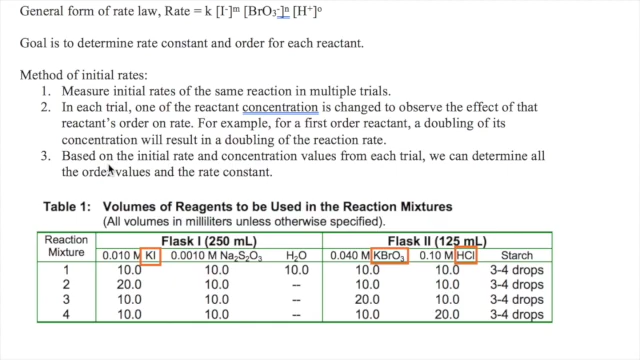 General form of rate law, Rate = k [I⁻]ᵐ [BrO₃⁻]ⁿ [H⁺]ᵒ
Goal is to determine rate constant and order for each reactant.
Method of initial rates:
1. Measure initial rates of the same reaction in multiple trials.
2. In each trial, one of the reactant concentration is changed to observe the effect of that
reactant's order on rate. For example, for a first order reactant, a doubling of its
concentration will result in a doubling of the reaction rate.
3. Based on the initial rate and concentration values from each trial, we can determine all
the order values and the rate constant.
Table 1: Volumes of Reagents to be Used in the Reaction Mixtures
(All volumes in milliliters unless otherwise specified).
Reaction Flask I (250 mL) Flask II (125 mL)
Mixture 0.010 M KI 0.0010 M Na₂S₂O₃ H₂O 0.040 M KBrO₃ 0.10 M HCl Starch
1 10.0 10.0 10.0 10.0 10.0 3-4 drops
2 20.0 10.0 -- 10.0 10.0 3-4 drops
3 10.0 10.0 -- 20.0 10.0 3-4 drops
4 10.0 10.0 -- 10.0 20.0 3-4 drops